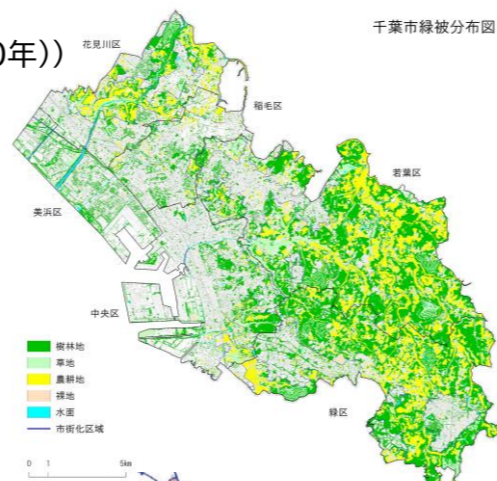 0年))
千葉市緑被分布図
花見川区
稲毛区
若葉区
美浜区
中央区
緑区
樹林地
草地
農耕地
裸地
水面
市街化区域
0 1 5km